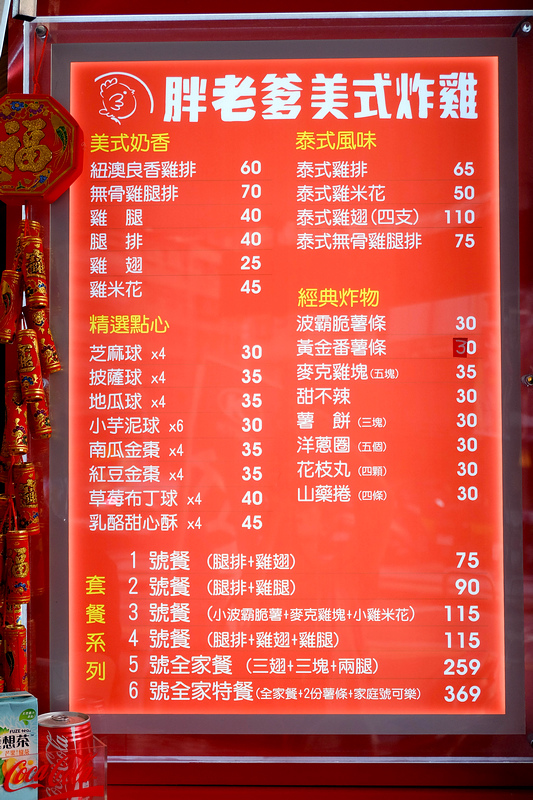 胖老爹美式炸雞
美式奶香
紐澳良香雞排 60
無骨雞腿排 70
雞 腿 40
腿 排 40
雞 翅 25
雞米花 45
精選點心
芝麻球 x4 30
披薩球 x4 35
地瓜球 x4 35
小芋泥球 x6 30
南瓜金棗 x4 35
紅豆金棗 x4 35
草莓布丁球 x4 40
乳酪甜心酥 x4 45
泰式風味
泰式雞排 65
泰式雞米花 50
泰式雞翅(四支) 110
泰式無骨雞腿排 75
經典炸物
波霸脆薯條 30
黃金番薯條 30
麥克雞塊(五塊) 35
甜不辣 30
薯 餅 (三塊) 30
洋蔥圈 (五個) 30
花枝丸 (四顆) 30
山藥捲 (四條) 30
套餐系列
1 號餐 (腿排+雞翅) 75
2 號餐 (腿排+雞腿) 90
3 號餐 (小波霸脆薯+麥克雞塊+小雞米花) 115
4 號餐 (腿排+雞翅+雞腿) 115
5 號全家餐 (三翅+三塊+兩腿) 259
6 號全家特餐(全家餐+2份薯條+家庭號可樂) 369
福
想茶
Coca-Cola
Coca-Cola